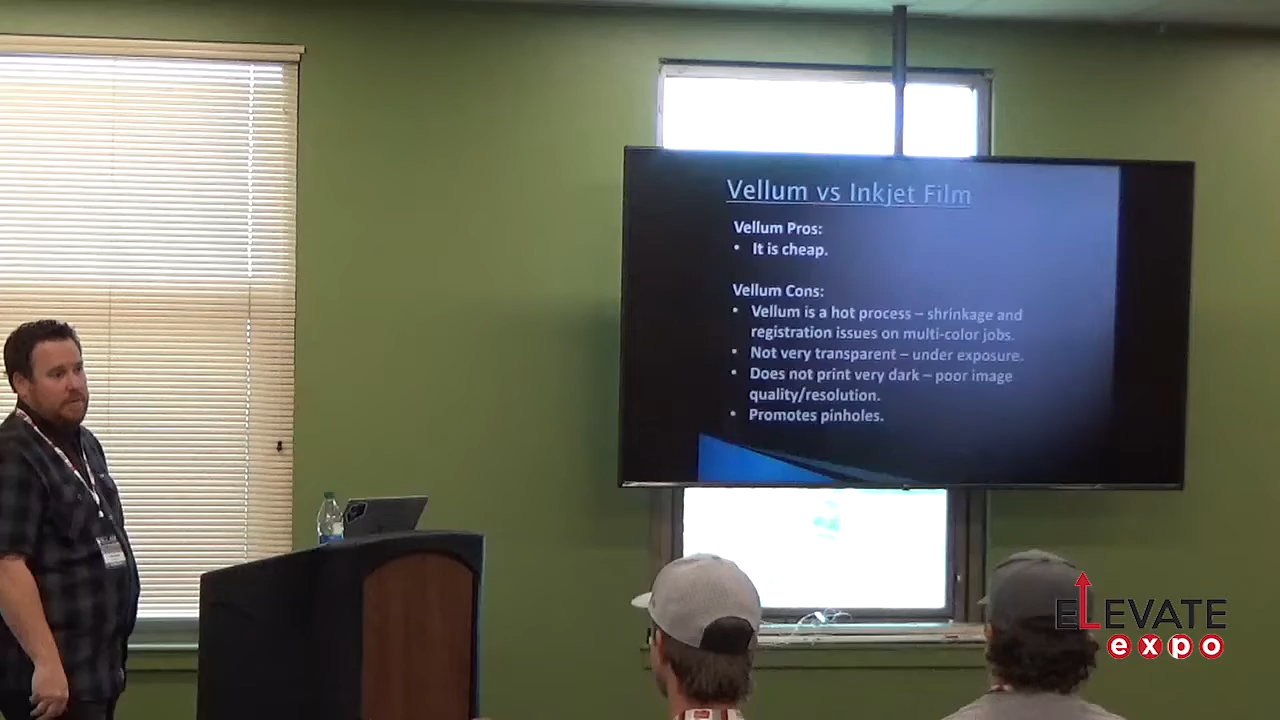 Vellum vs Inkjet Film
Vellum Pros:
• It is cheap.
Vellum Cons:
• Vellum is a hot process – shrinkage and
registration issues on multi-color jobs.
• Not very transparent – under exposure.
• Does not print very dark – poor image
quality/resolution.
• Promotes pinholes.
ELEVATE
expo